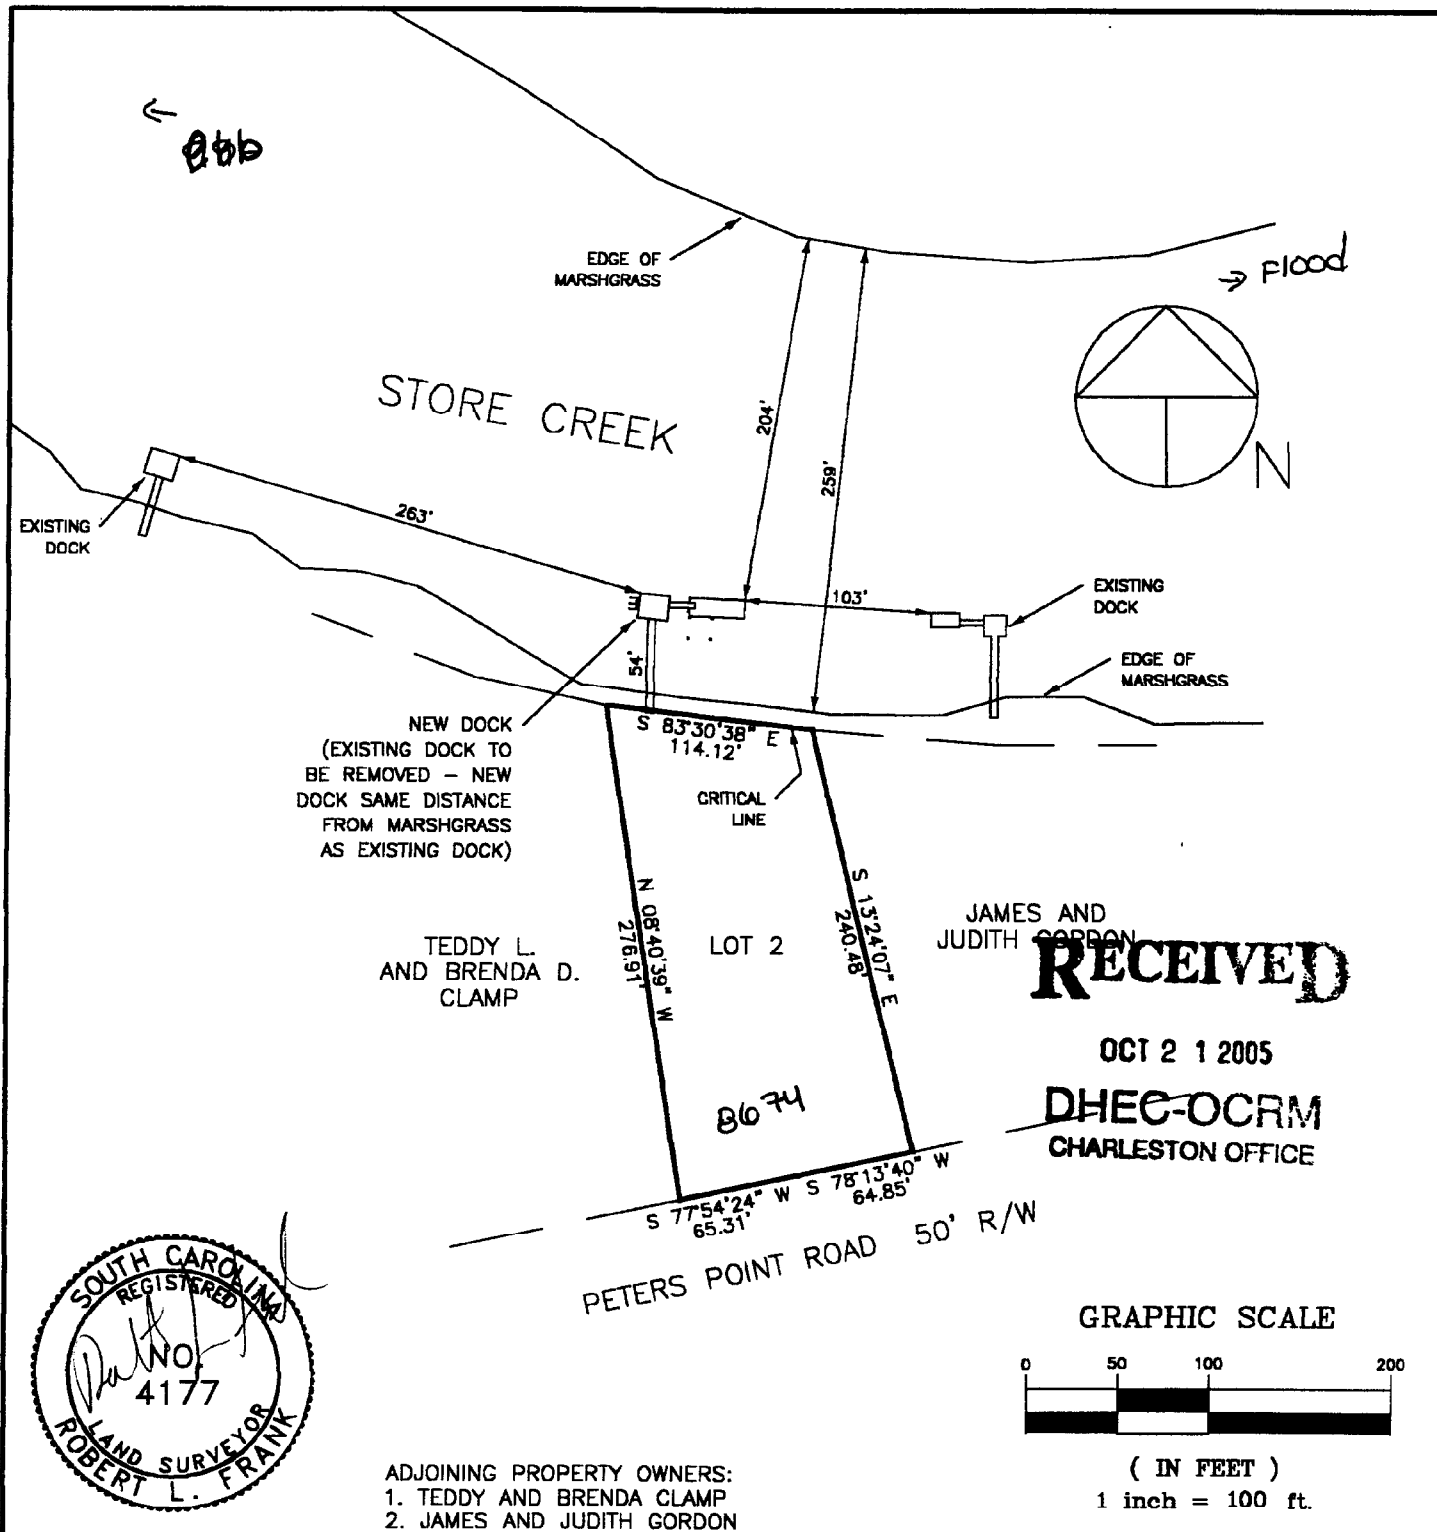 EDGE OF
MARSHGRASS
→ Flood
STORE CREEK
204'
259'
N
263'
EXISTING
DOCK
103'
EXISTING
DOCK
54'
EDGE OF
MARSHGRASS
NEW DOCK
(EXISTING DOCK TO
BE REMOVED – NEW
DOCK SAME DISTANCE
FROM MARSHGRASS
AS EXISTING DOCK)
S 83°30'38" E
114.12'
CRITICAL
LINE
N 08°40'39" W
276.91'
S 13°24'07" E
240.48'
TEDDY L.
AND BRENDA D.
CLAMP
LOT 2
JAMES AND
JUDITH GORDON
RECEIVED
OCT 2 1 2005
DHEC-OCRM
CHARLESTON OFFICE
8674
S 77°54'24" W
65.31'
S 78°13'40" W
64.85'
PETERS POINT ROAD 50' R/W
SOUTH CAROLINA
REGISTERED
NO.
4177
LAND SURVEYOR
ROBERT L. FRANK
GRAPHIC SCALE
0 50 100 200
( IN FEET )
1 inch = 100 ft.
ADJOINING PROPERTY OWNERS:
1. TEDDY AND BRENDA CLAMP
2. JAMES AND JUDITH GORDON